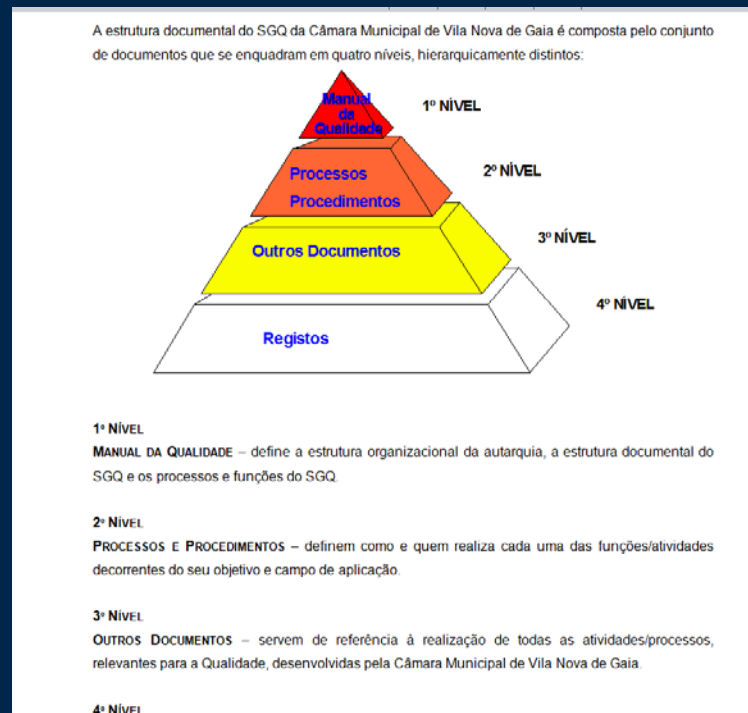 A estrutura documental do SGQ da Câmara Municipal de Vila Nova de Gaia é composta pelo conjunto
de documentos que se enquadram em quatro níveis, hierarquicamente distintos:
Manual
da
Qualidade
1º NÍVEL
Processos
Procedimentos
2º NÍVEL
Outros Documentos
3º NÍVEL
Registos
4º NÍVEL
1º NÍVEL
MANUAL DA QUALIDADE – define a estrutura organizacional da autarquia, a estrutura documental do
SGQ e os processos e funções do SGQ.
2º NÍVEL
PROCESSOS E PROCEDIMENTOS – definem como e quem realiza cada uma das funções/atividades
decorrentes do seu objetivo e campo de aplicação.
3º NÍVEL
OUTROS DOCUMENTOS – servem de referência à realização de todas as atividades/processos,
relevantes para a Qualidade, desenvolvidas pela Câmara Municipal de Vila Nova de Gaia.
4º NÍVEL